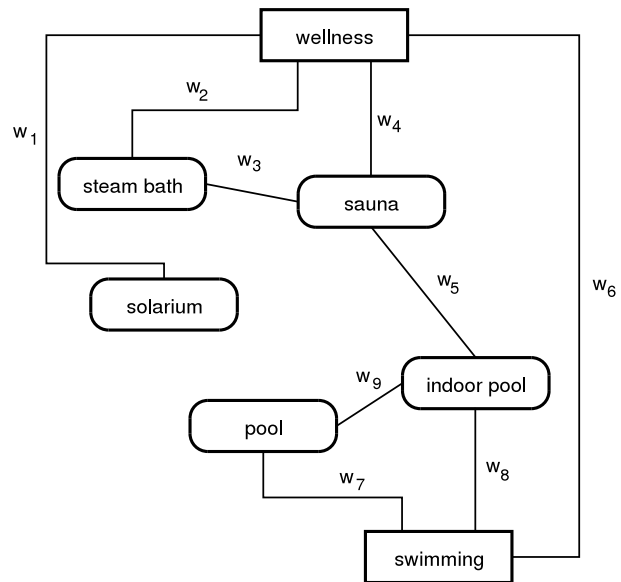 wellness
w2
w1
w4
w3
steam bath
sauna
w5
w6
solarium
w9
indoor pool
pool
w8
w7
swimming